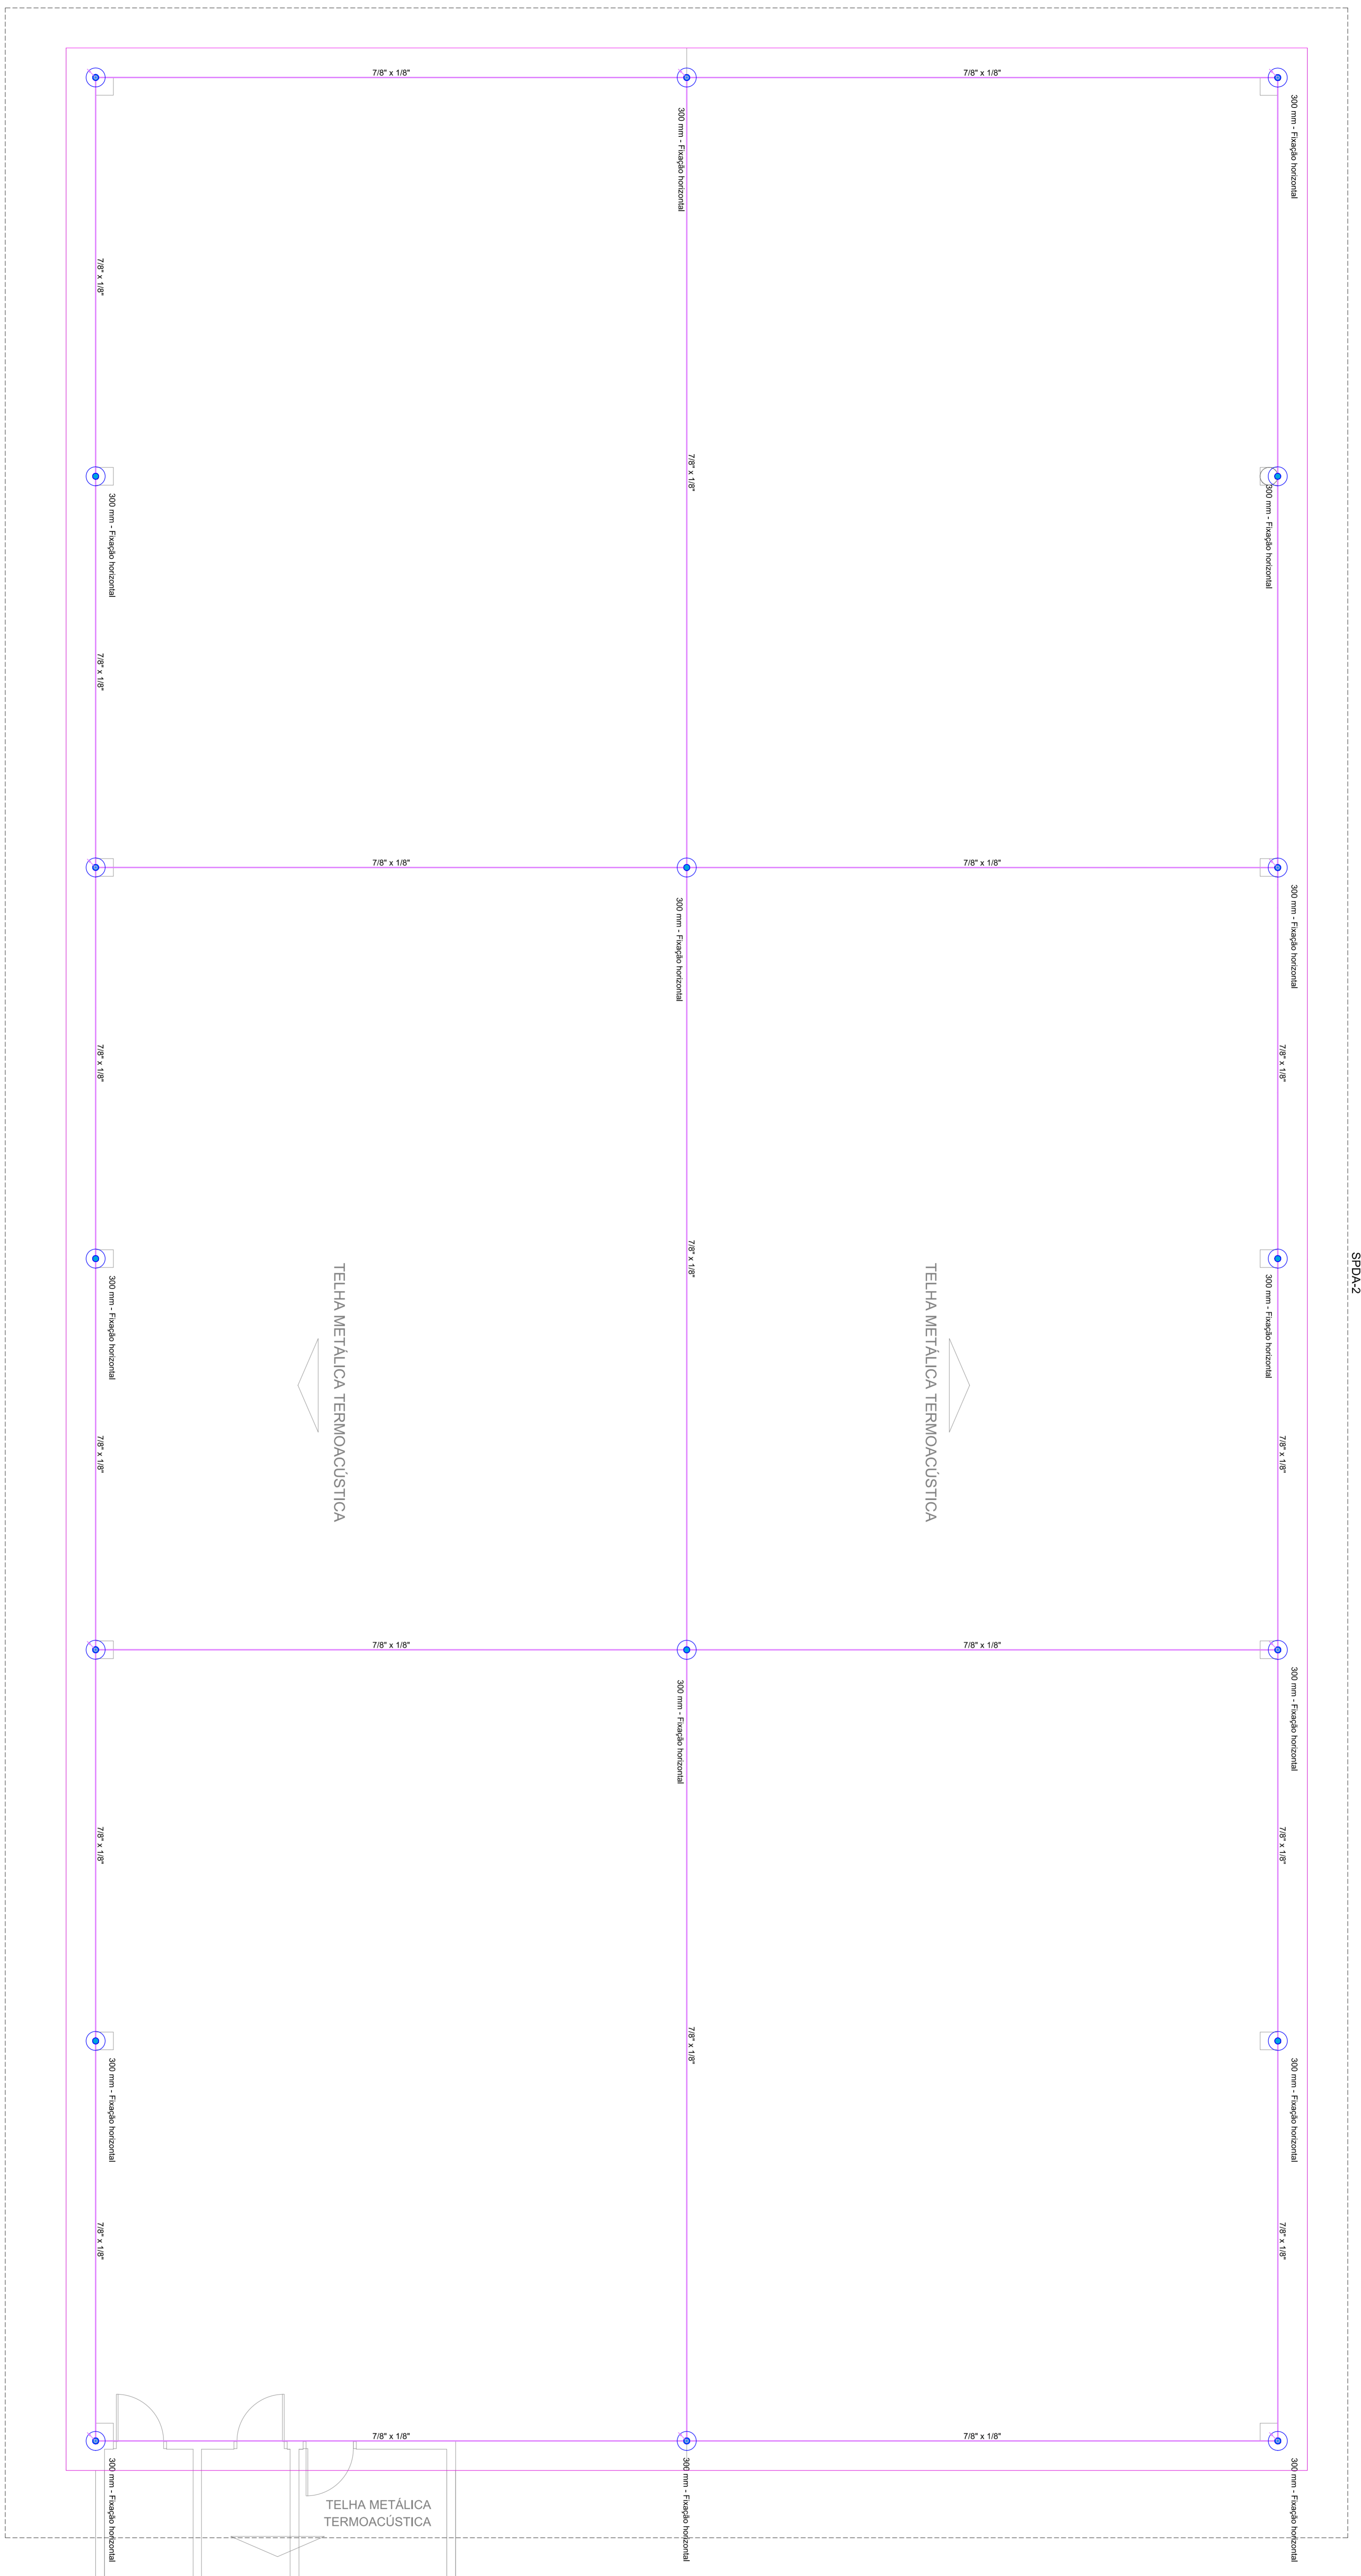 7/8" x 1/8"
7/8" x 1/8"
300 mm - Fixação horizontal
300 mm - Fixação horizontal
7/8" x 1/8"
7/8" x 1/8"
300 mm - Fixação horizontal
300 mm - Fixação horizontal
7/8" x 1/8"
7/8" x 1/8"
7/8" x 1/8"
300 mm - Fixação horizontal
300 mm - Fixação horizontal
7/8" x 1/8"
7/8" x 1/8"
7/8" x 1/8"
SPDA-2
300 mm - Fixação horizontal
TELHA METÁLICA TERMOACÚSTICA
TELHA METÁLICA TERMOACÚSTICA
300 mm - Fixação horizontal
7/8" x 1/8"
7/8" x 1/8"
7/8" x 1/8"
7/8" x 1/8"
300 mm - Fixação horizontal
300 mm - Fixação horizontal
7/8" x 1/8"
7/8" x 1/8"
7/8" x 1/8"
300 mm - Fixação horizontal
300 mm - Fixação horizontal
7/8" x 1/8"
7/8" x 1/8"
7/8" x 1/8"
7/8" x 1/8"
300 mm - Fixação horizontal
300 mm - Fixação horizontal
300 mm - Fixação horizontal
TELHA METÁLICA
TERMOACÚSTICA